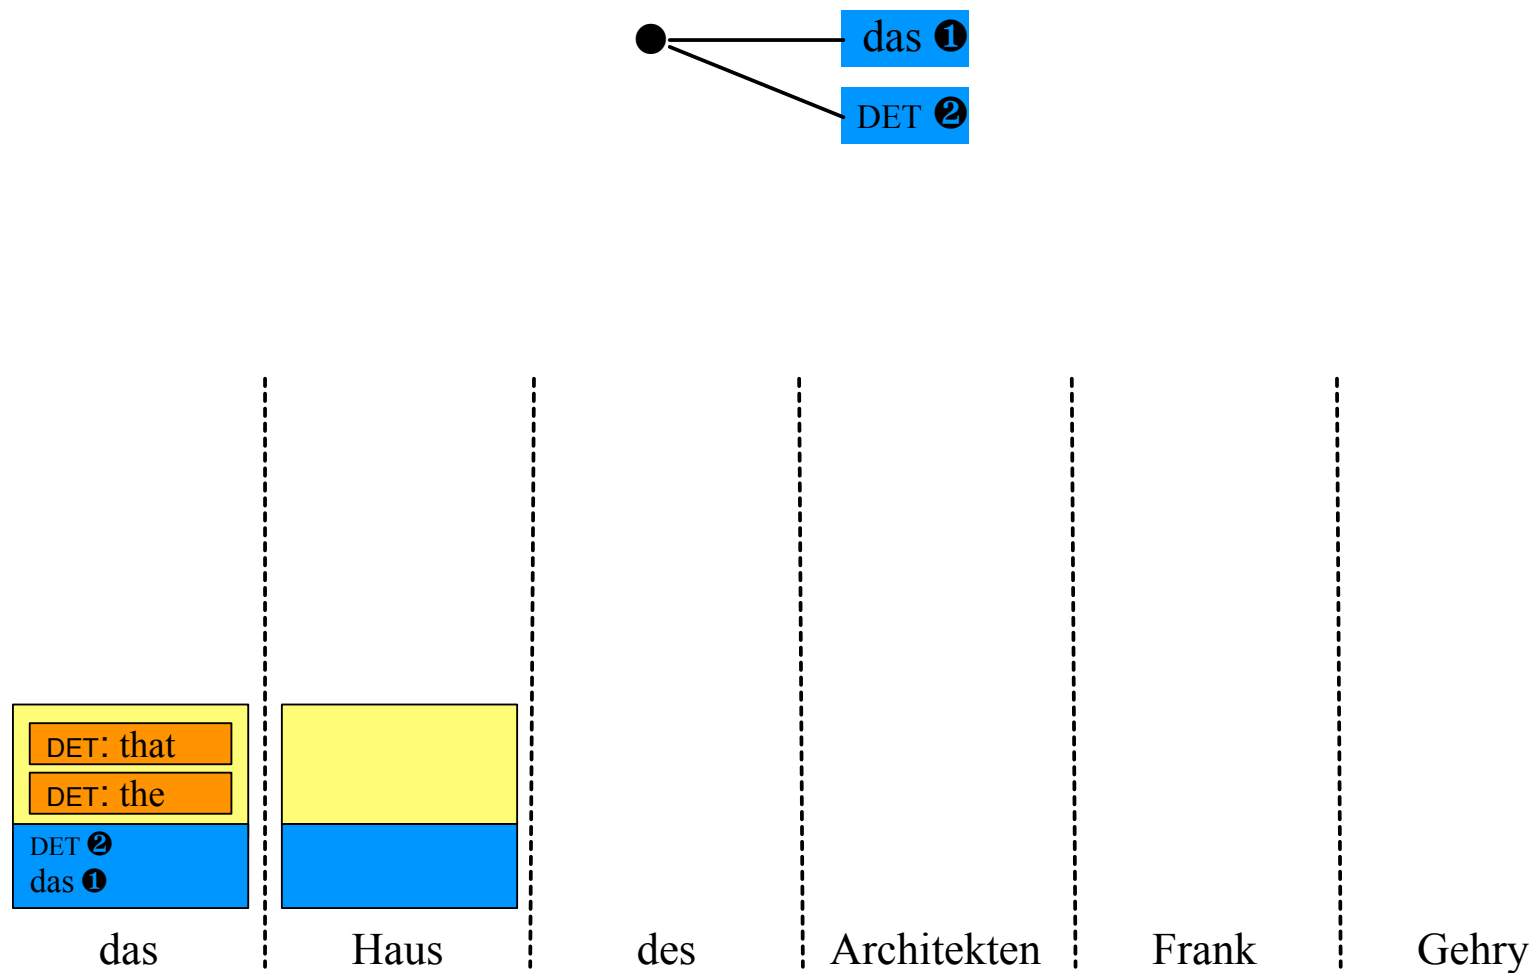 das ❶
DET ❷
DET: that
DET: the
DET ❷
das ❶
das Haus des Architekten Frank Gehry